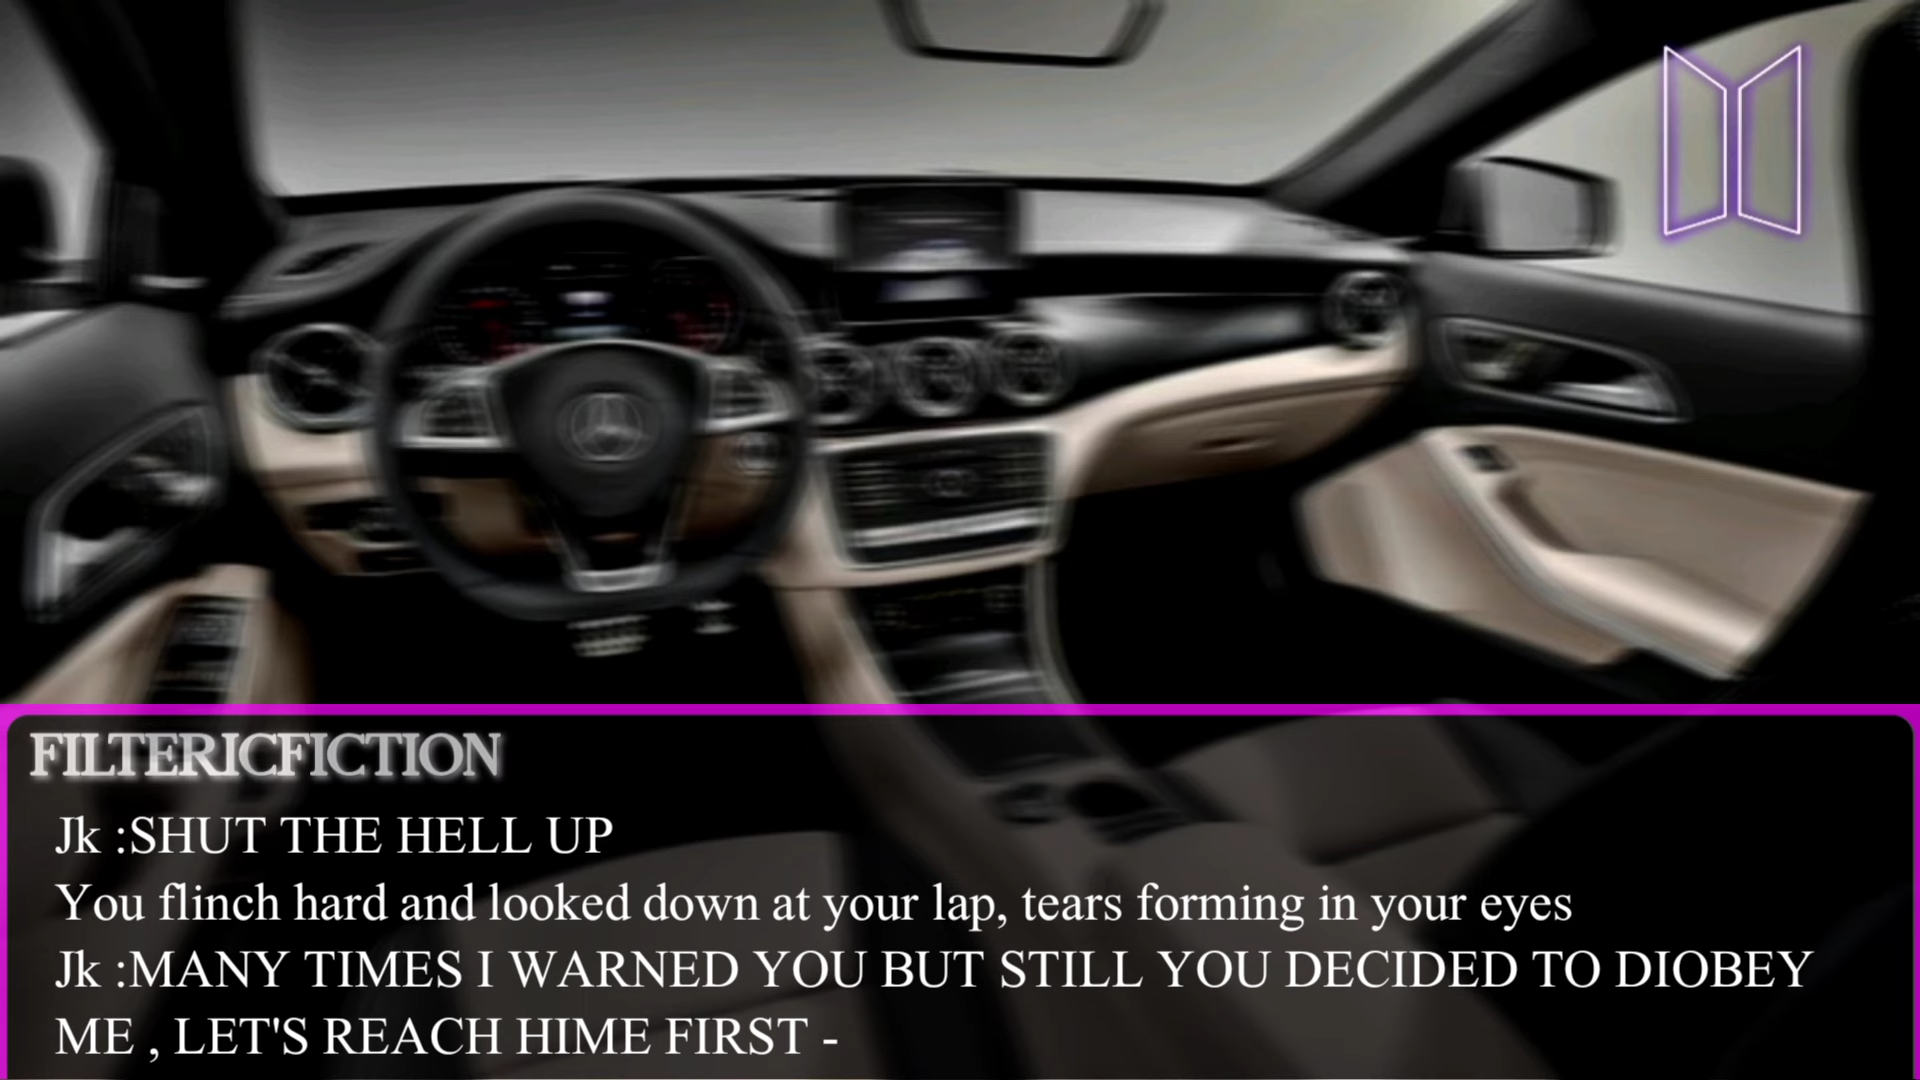 FILTERICFICTION
Jk :SHUT THE HELL UP
You flinch hard and looked down at your lap, tears forming in your eyes
Jk :MANY TIMES I WARNED YOU BUT STILL YOU DECIDED TO DIOBEY
ME , LET'S REACH HIME FIRST -